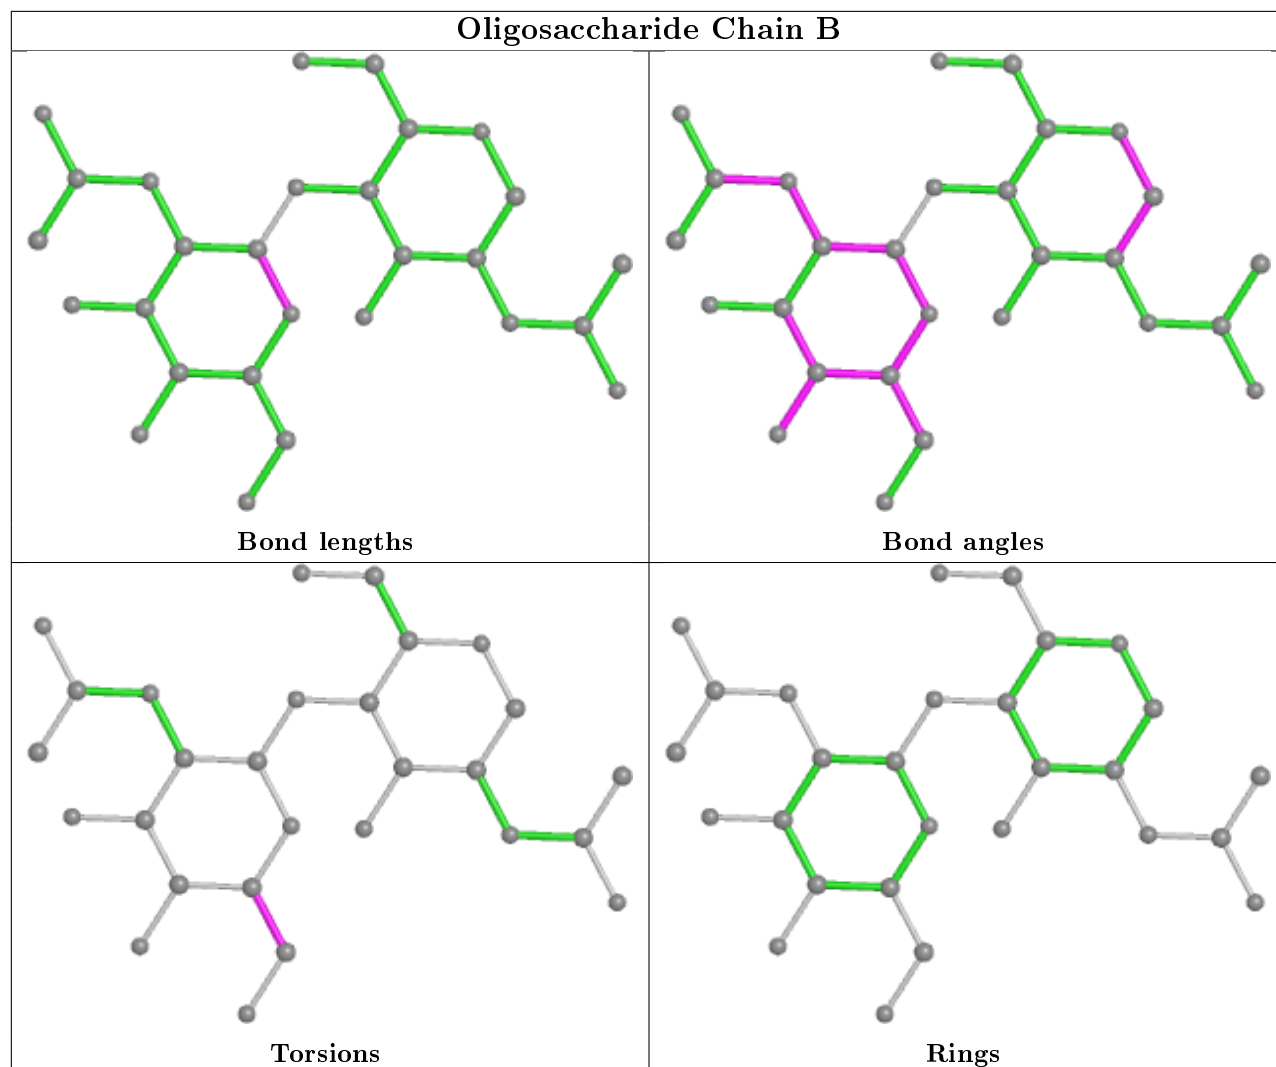 Oligosaccharide Chain B
Bond lengths
Bond angles
Torsions
Rings